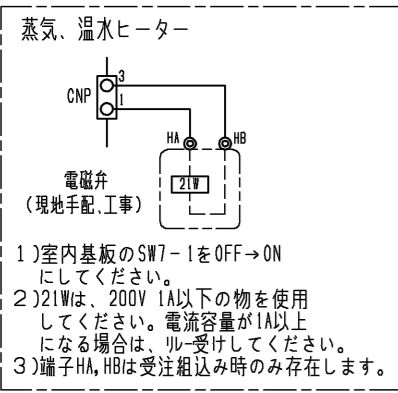 蒸気、温水ヒーター
3
CNP
1
HA
HB
電磁弁
(現地手配、工事)
21W
1)室内基板のSW7-1をOFF→ON
にしてください。
2)21Wは、200V 1A以下の物を使用
してください。電流容量が1A以上
になる場合は、リレー受けしてください。
3)端子HA,HBは受注組込み時のみ存在します。